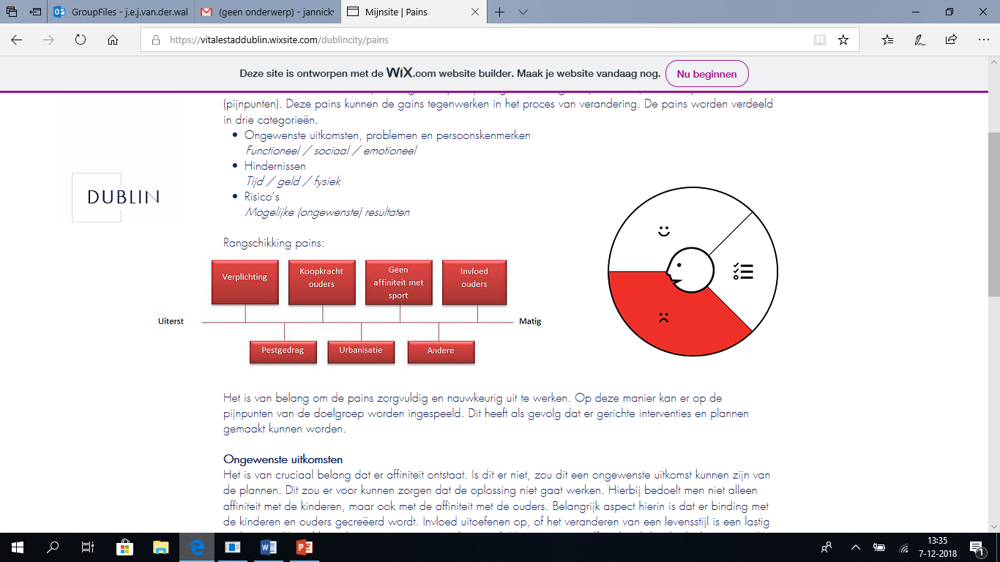 GroupFiles - j.e.j.van.der.wal
(geen onderwerp) - jannicky
Mijnsite | Pains
https://vitalestaddublin.wixsite.com/dublincity/pains
Deze site is ontworpen met de WiX.com website builder. Maak je website vandaag nog.
Nu beginnen
(pijnpunten). Deze pains kunnen de gains tegenwerken in het proces van verandering. De pains worden verdeeld
in drie categorieën.
• Ongewenste uitkomsten, problemen en persoonskenmerken
Functioneel / sociaal / emotioneel
• Hindernissen
Tijd / geld / fysiek
• Risico's
Mogelijke (ongewenste) resultaten
DUBLIN
Rangschikking pains:
Verplichting
Koopkracht
ouders
Geen
affiniteit met
sport
Invloed
ouders
Uiterst
Matig
Pestgedrag
Urbanisatie
Andere
Het is van belang om de pains zorgvuldig en nauwkeurig uit te werken. Op deze manier kan er op de
pijnpunten van de doelgroep worden ingespeeld. Dit heeft als gevolg dat er gerichte interventies en plannen
gemaakt kunnen worden.
Ongewenste uitkomsten
Het is van cruciaal belang dat er affiniteit ontstaat. Is dit er niet, zou dit een ongewenste uitkomst kunnen zijn van
de plannen. Dit zou er voor kunnen zorgen dat de oplossing niet gaat werken. Hierbij bedoelt men niet alleen
affiniteit met de kinderen, maar ook met de affiniteit met de ouders. Belangrijk aspect hierin is dat er binding met
de kinderen en ouders gecreëerd wordt. Invloed uitoefenen op, of het veranderen van een levensstijl is een lastig
13:35
7-12-2018
1